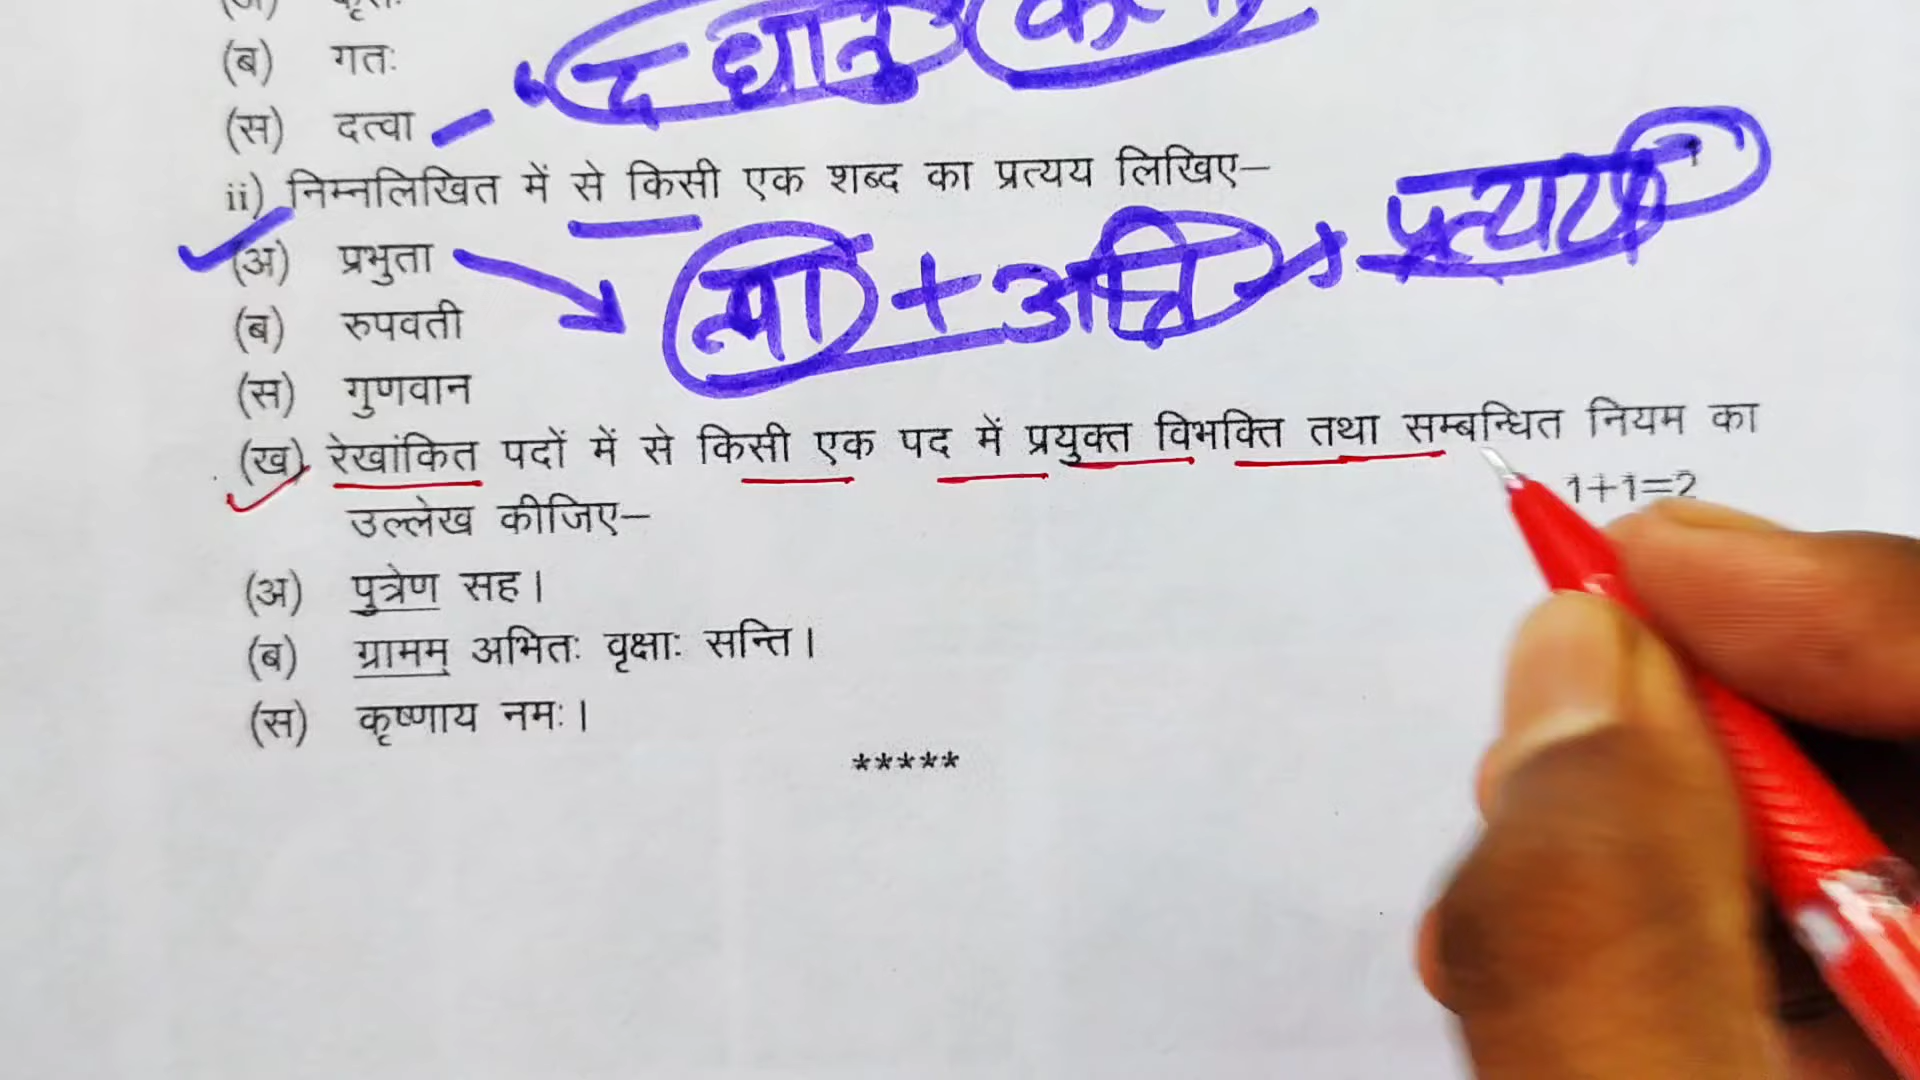 (ब) गतः
द धातु
(स) दत्वा
ii) निम्नलिखित में से किसी एक शब्द का प्रत्यय लिखिए–
प्रत्यय
(अ) प्रभुता
(ब) रुपवती
(स) गुणवान
(ख) रेखांकित पदों में से किसी एक पद में प्रयुक्त विभक्ति तथा सम्बन्धित नियम का
1+1=2
उल्लेख कीजिए–
(अ) पुत्रेण सह।
(ब) ग्रामम् अभितः वृक्षाः सन्ति।
(स) कृष्णाय नमः।
*****